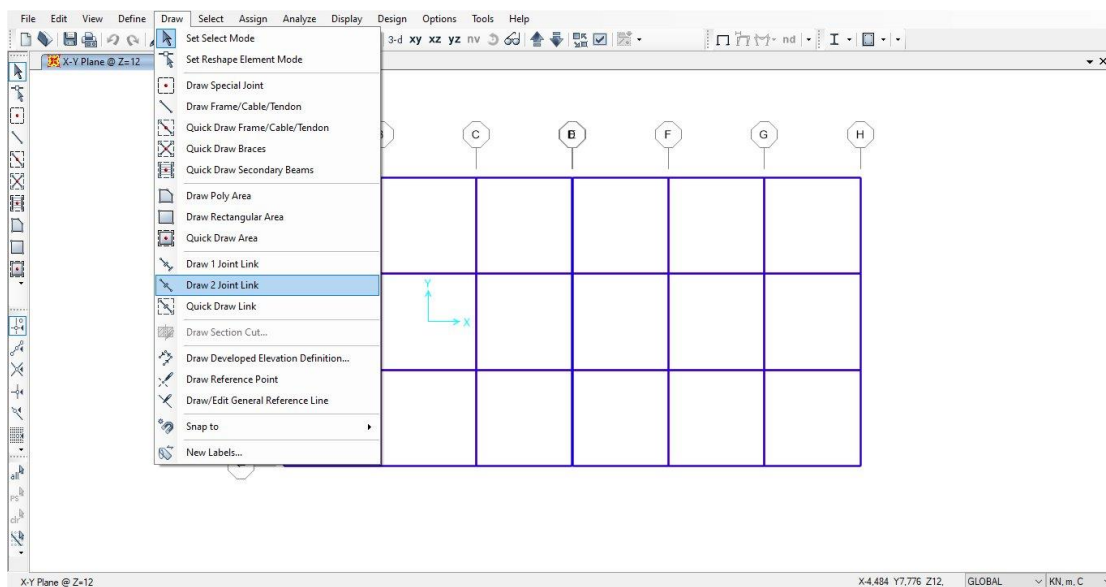 File Edit View Define Draw Select Assign Analyze Display Design Options Tools Help
3-d xy xz yz nv nd
X-Y Plane @ Z=12
Set Select Mode
Set Reshape Element Mode
Draw Special Joint
Draw Frame/Cable/Tendon
Quick Draw Frame/Cable/Tendon
Quick Draw Braces
Quick Draw Secondary Beams
Draw Poly Area
Draw Rectangular Area
Quick Draw Area
Draw 1 Joint Link
Draw 2 Joint Link
Quick Draw Link
Draw Section Cut...
Draw Developed Elevation Definition...
Draw Reference Point
Draw/Edit General Reference Line
Snap to
New Labels...
C F G H
Y
X
all
PS
clr
X-Y Plane @ Z=12 X-4,484 Y7,776 Z12, GLOBAL KN, m, C